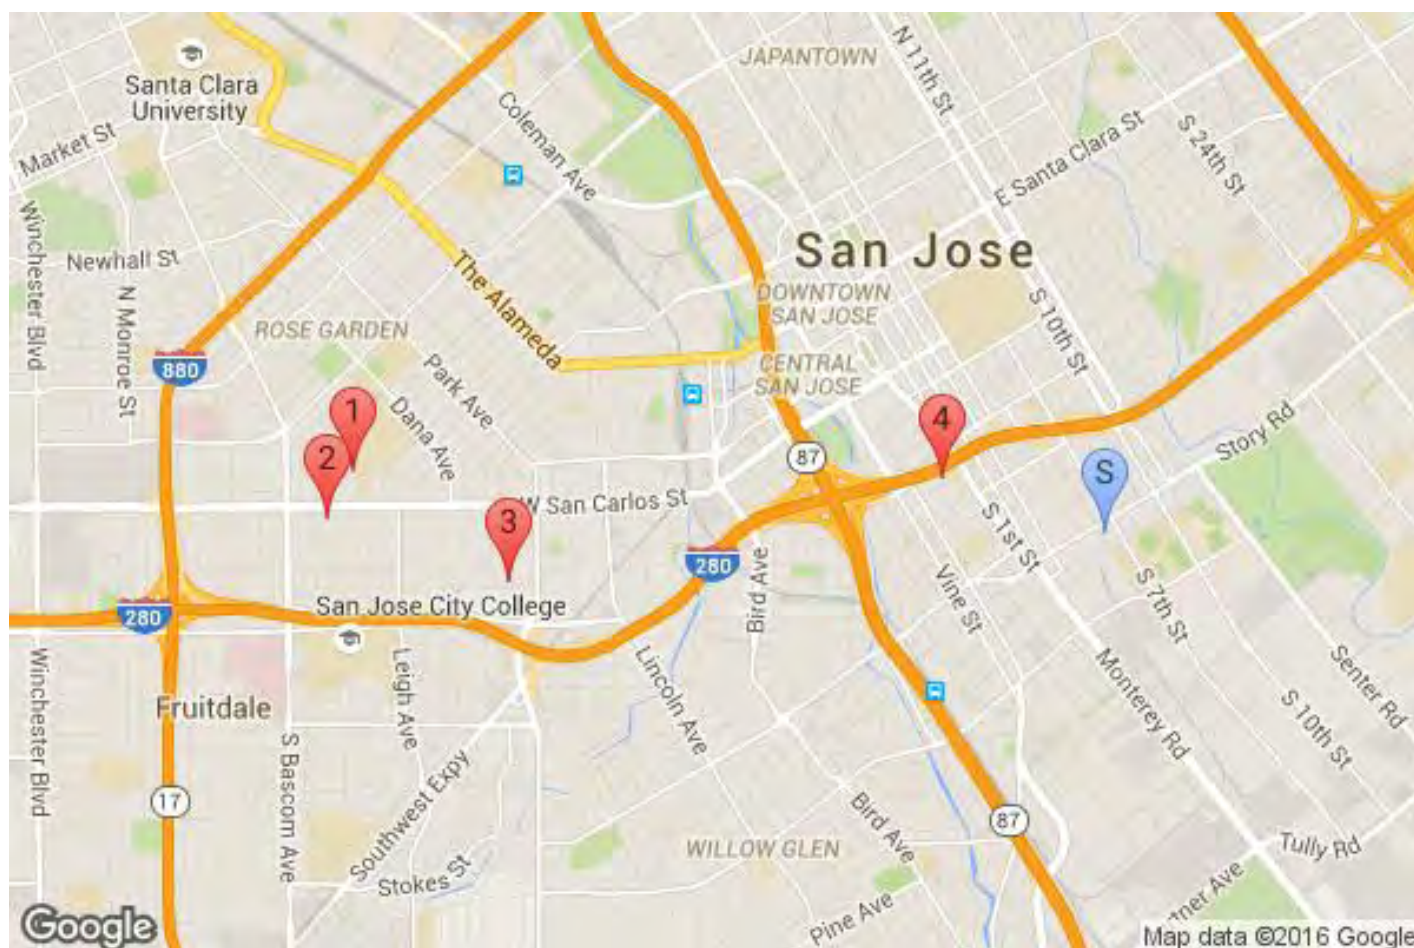 JAPANTOWN
N 11th St
Santa Clara
University
Coleman Ave
S 24th St
E Santa Clara St
Market St
Winchester Blvd
Newhall St
San Jose
The Alameda
DOWNTOWN
SAN JOSE
N Monroe St
S 10th St
ROSE GARDEN
880
Park Ave
CENTRAL
SAN JOSE
Dana Ave
1
4
Story Rd
2
87
S
W San Carlos St
3
S 1st St
280
Bird Ave
Vine St
San Jose City College
280
S 7th St
Winchester Blvd
Leigh Ave
Lincoln Ave
Monterey Rd
Senter Rd
Fruitdale
S 10th St
S Bascom Ave
Southwest Expy
17
87
Bird Ave
WILLOW GLEN
Tully Rd
Stokes St
Pine Ave
tner Ave
Google
Map data ©2016 Google